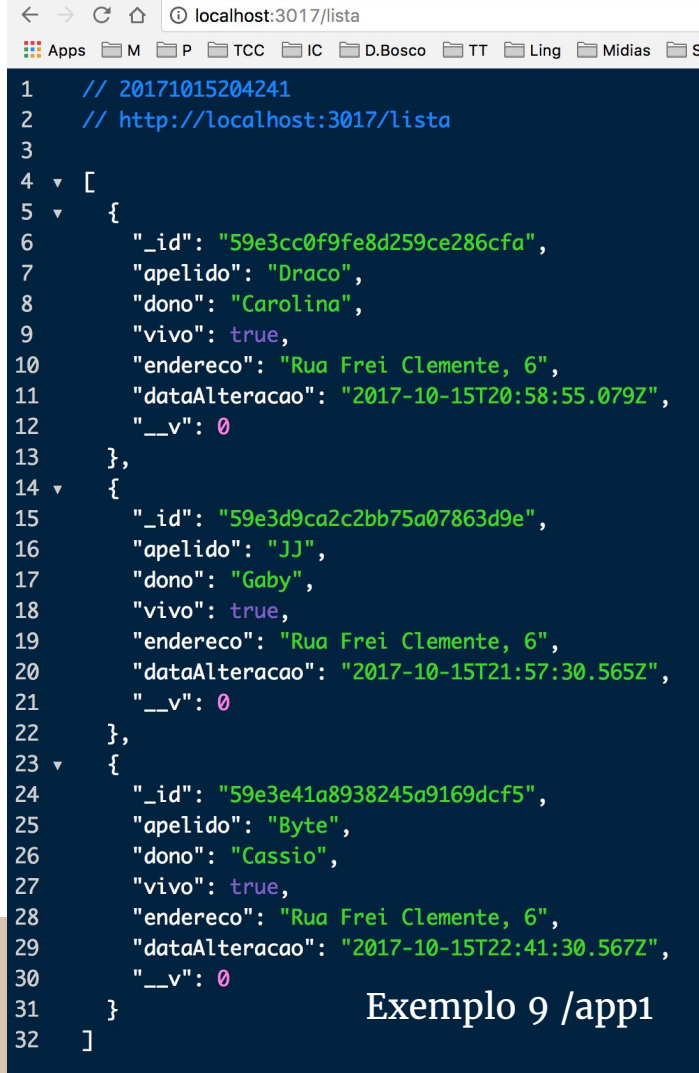 localhost:3017/lista
Apps M P TCC IC D.Bosco TT Ling Midias S
1 // 20171015204241
2 // http://localhost:3017/lista
3
4 [
5 {
6 "_id": "59e3cc0f9fe8d259ce286cfa",
7 "apelido": "Draco",
8 "dono": "Carolina",
9 "vivo": true,
10 "endereco": "Rua Frei Clemente, 6",
11 "dataAlteracao": "2017-10-15T20:58:55.079Z",
12 "__v": 0
13 },
14 {
15 "_id": "59e3d9ca2c2bb75a07863d9e",
16 "apelido": "JJ",
17 "dono": "Gaby",
18 "vivo": true,
19 "endereco": "Rua Frei Clemente, 6",
20 "dataAlteracao": "2017-10-15T21:57:30.565Z",
21 "__v": 0
22 },
23 {
24 "_id": "59e3e41a8938245a9169dcf5",
25 "apelido": "Byte",
26 "dono": "Cassio",
27 "vivo": true,
28 "endereco": "Rua Frei Clemente, 6",
29 "dataAlteracao": "2017-10-15T22:41:30.567Z",
30 "__v": 0
31 }
32 ]
Exemplo 9 /app1